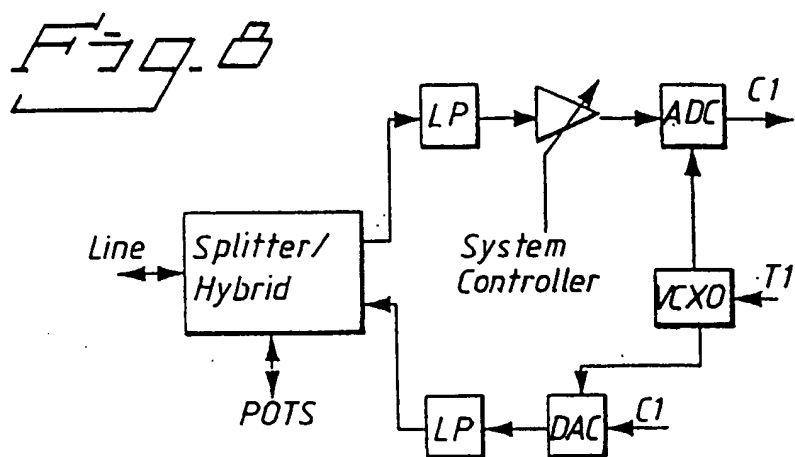 Fig. 8
LP
ADC
C1
Line
Splitter/
Hybrid
System
Controller
VCXO
T1
POTS
LP
DAC
C1